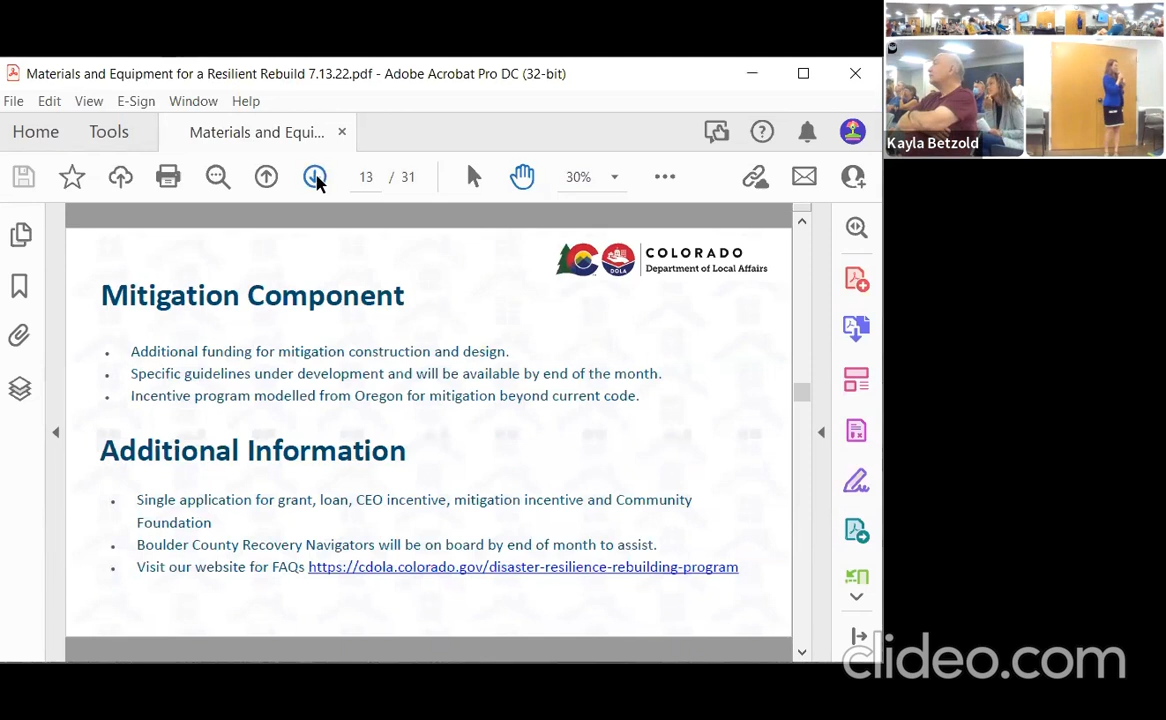 Materials and Equipment for a Resilient Rebuild 7.13.22.pdf - Adobe Acrobat Pro DC (32-bit)
File Edit View E-Sign Window Help
Home Tools Materials and Equi...
13 / 31 30%
COLORADO
Department of Local Affairs
DOLA
Mitigation Component
Additional funding for mitigation construction and design.
Specific guidelines under development and will be available by end of the month.
Incentive program modelled from Oregon for mitigation beyond current code.
Additional Information
Single application for grant, loan, CEO incentive, mitigation incentive and Community
Foundation
Boulder County Recovery Navigators will be on board by end of month to assist.
Visit our website for FAQs https://cdola.colorado.gov/disaster-resilience-rebuilding-program
Kayla Betzold
clideo.com